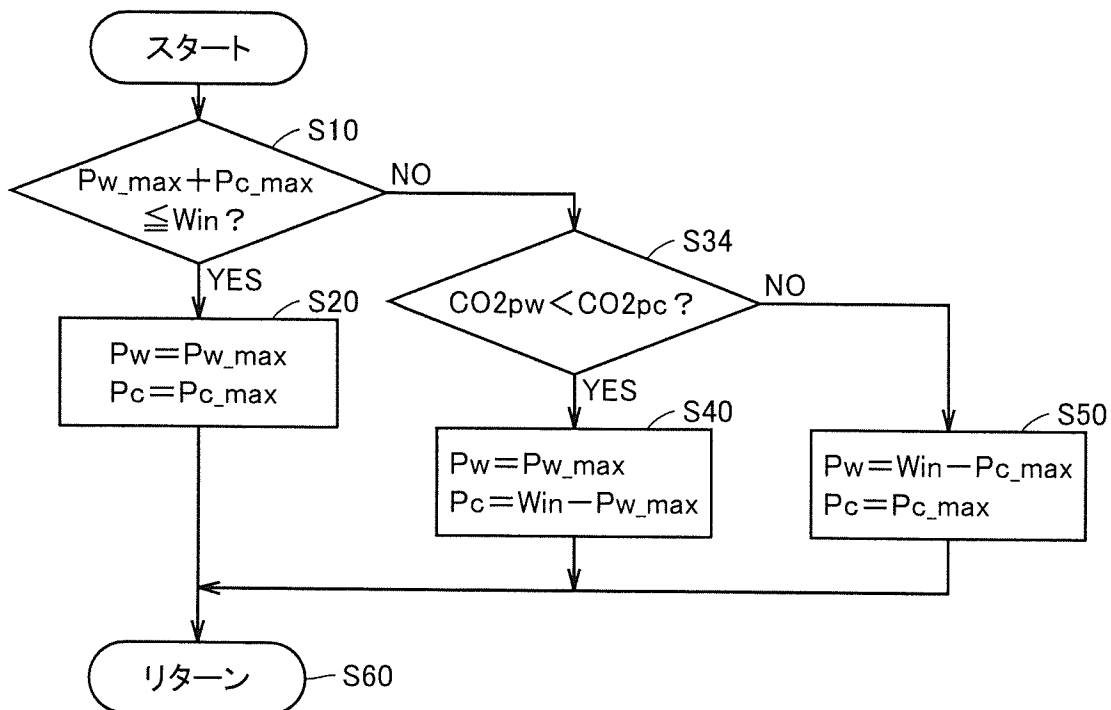 スタート
S10
Pw_max+Pc_max
≦Win?
NO
YES
S34
CO2pw<CO2pc?
NO
YES
S20
Pw=Pw_max
Pc=Pc_max
S40
Pw=Pw_max
Pc=Win-Pw_max
S50
Pw=Win-Pc_max
Pc=Pc_max
リターン
S60